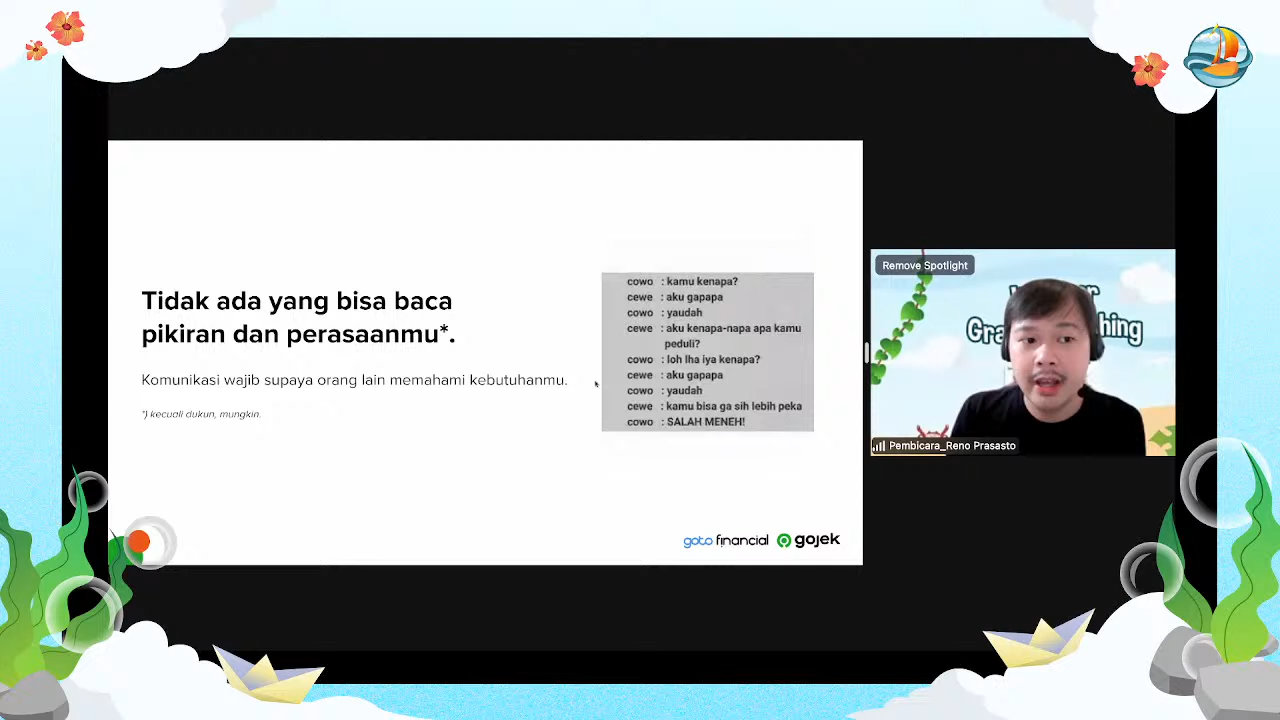 Tidak ada yang bisa baca
pikiran dan perasaanmu*.
Komunikasi wajib supaya orang lain memahami kebutuhanmu.
*) kecuali dukun, mungkin.
cowo : kamu kenapa?
cewe : aku gapapa
cowo : yaudah
cewe : aku kenapa-napa apa kamu
peduli?
cowo : loh lha iya kenapa?
cewe : aku gapapa
cowo : yaudah
cewe : kamu bisa ga sih lebih peka
cowo : SALAH MENEH!
goto financial gojek
Remove Spotlight
Pembicara_Reno Prasasto